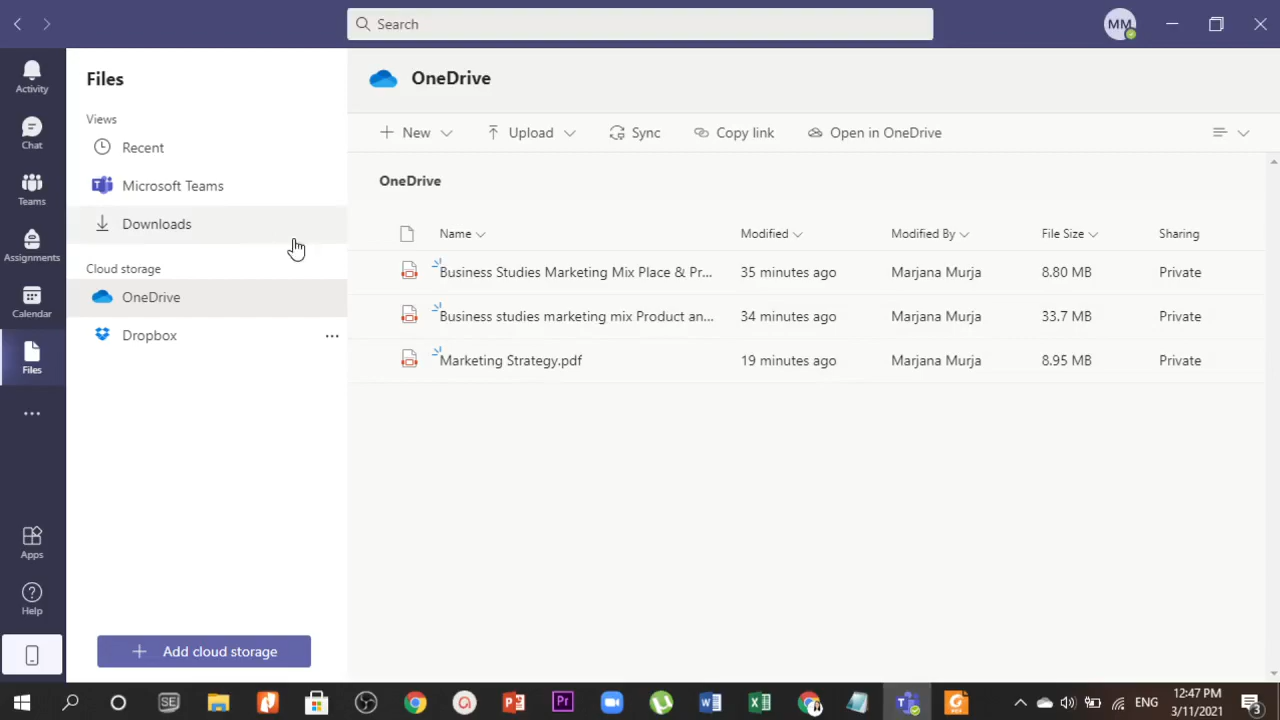 Search
MM
Activity
Chat
Teams
Assignments
Calendar
Files
Apps
Help
Files
Views
Recent
Microsoft Teams
Downloads
Cloud storage
OneDrive
Dropbox
Add cloud storage
OneDrive
New
Upload
Sync
Copy link
Open in OneDrive
OneDrive
Name Modified Modified By File Size Sharing
Business Studies Marketing Mix Place & Pr... 35 minutes ago Marjana Murja 8.80 MB Private
Business studies marketing mix Product an... 34 minutes ago Marjana Murja 33.7 MB Private
Marketing Strategy.pdf 19 minutes ago Marjana Murja 8.95 MB Private
SE
Pr
ENG
12:47 PM
3/11/2021
3